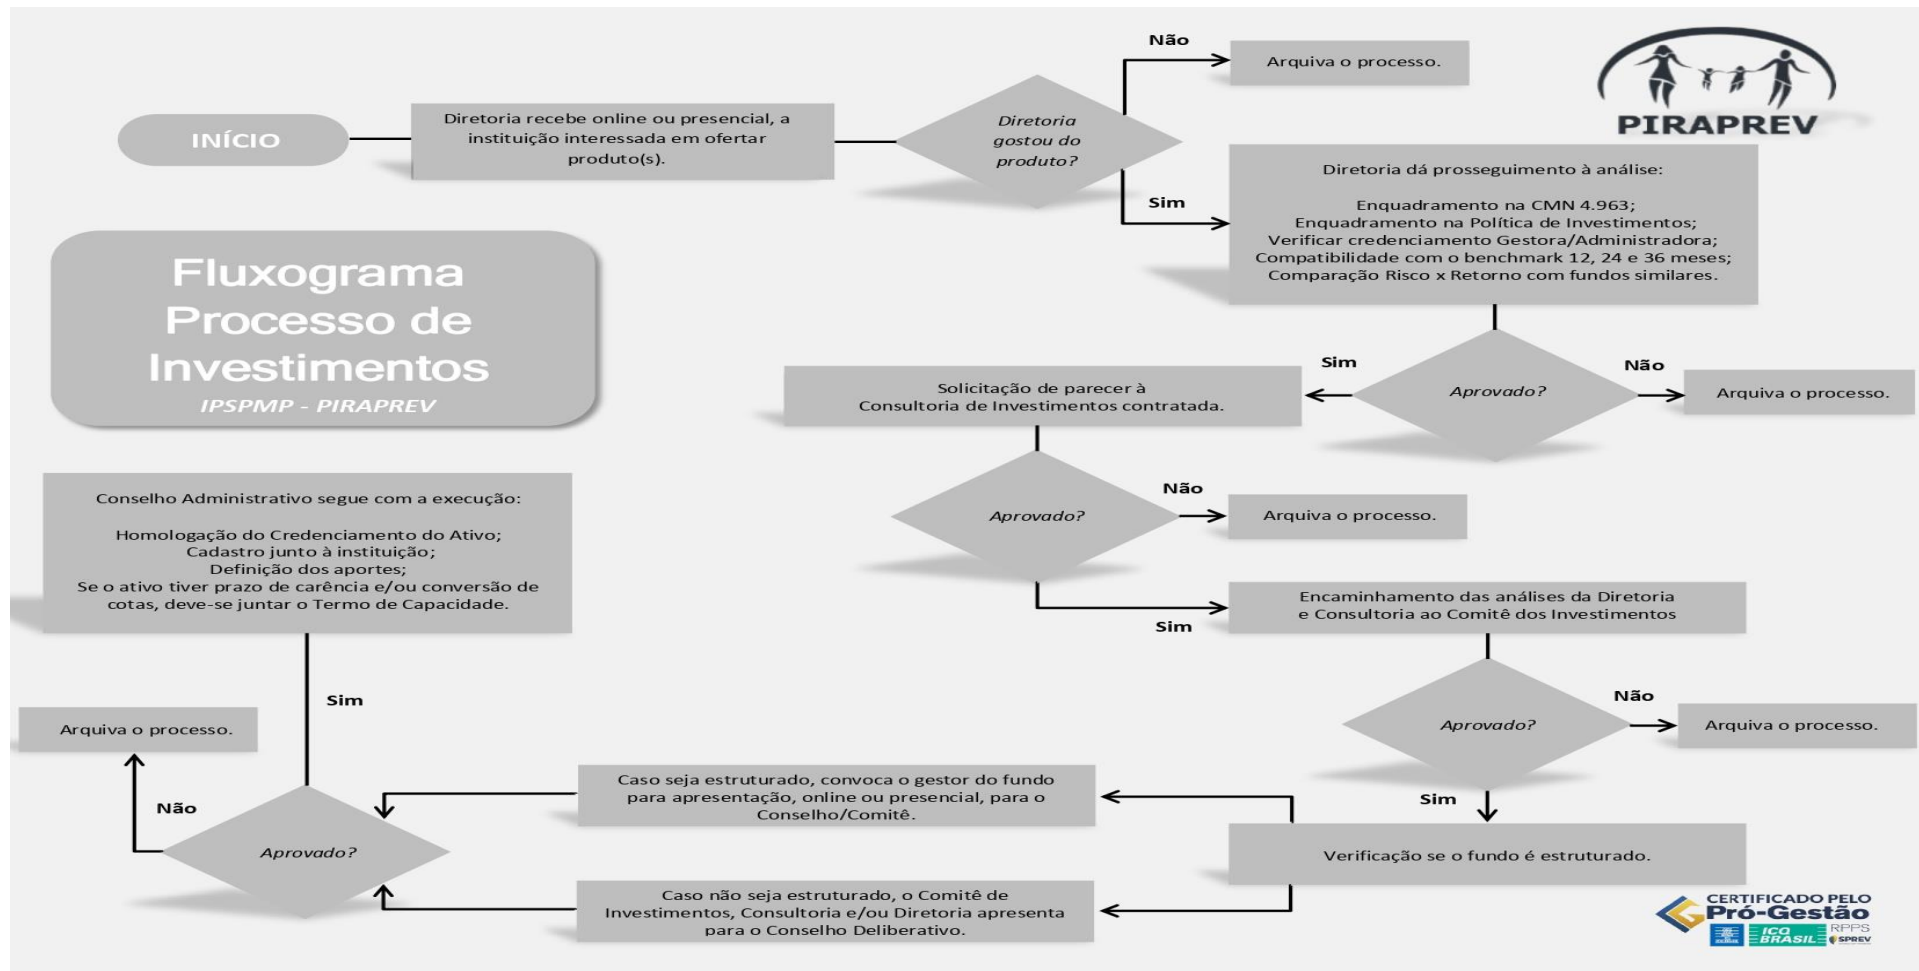 INÍCIO
Diretoria recebe online ou presencial, a
instituição interessada em ofertar
produto(s).
Diretoria
gostou do
produto?
Não
Arquiva o processo.
PIRAPREV
Sim
Diretoria dá prosseguimento à análise:
Enquadramento na CMN 4.963;
Enquadramento na Política de Investimentos;
Verificar credenciamento Gestora/Administradora;
Compatibilidade com o benchmark 12, 24 e 36 meses;
Comparação Risco x Retorno com fundos similares.
Fluxograma
Processo de
Investimentos
IPSPMP - PIRAPREV
Aprovado?
Não
Arquiva o processo.
Sim
Solicitação de parecer à
Consultoria de Investimentos contratada.
Aprovado?
Não
Arquiva o processo.
Sim
Encaminhamento das análises da Diretoria
e Consultoria ao Comitê dos Investimentos
Aprovado?
Não
Arquiva o processo.
Sim
Verificação se o fundo é estruturado.
Caso seja estruturado, convoca o gestor do fundo
para apresentação, online ou presencial, para o
Conselho/Comitê.
Caso não seja estruturado, o Comitê de
Investimentos, Consultoria e/ou Diretoria apresenta
para o Conselho Deliberativo.
Aprovado?
Não
Arquiva o processo.
Sim
Conselho Administrativo segue com a execução:
Homologação do Credenciamento do Ativo;
Cadastro junto à instituição;
Definição dos aportes;
Se o ativo tiver prazo de carência e/ou conversão de
cotas, deve-se juntar o Termo de Capacidade.
CERTIFICADO PELO
Pró-Gestão
RPPS
ICQ
BRASIL
SPREV